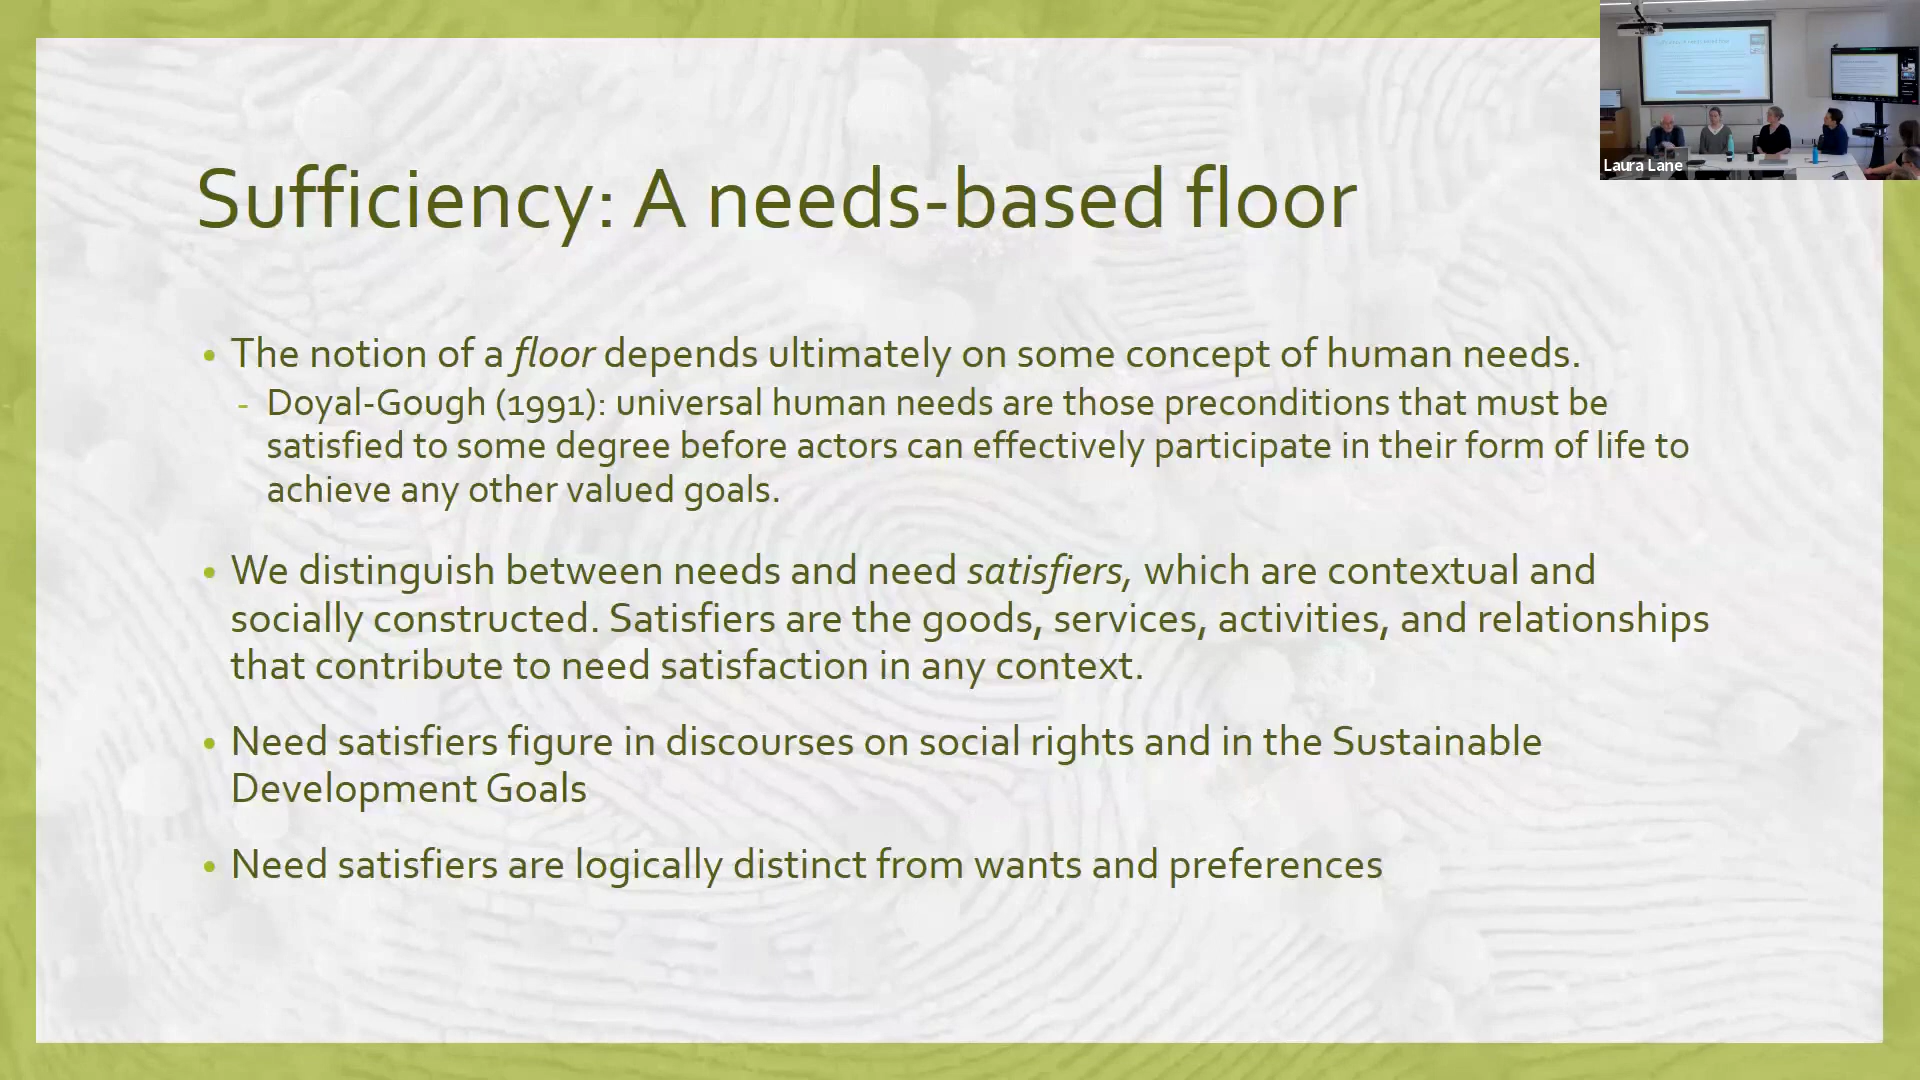 Sufficiency: A needs-based floor
• The notion of a floor depends ultimately on some concept of human needs.
- Doyal-Gough (1991): universal human needs are those preconditions that must be
satisfied to some degree before actors can effectively participate in their form of life to
achieve any other valued goals.
• We distinguish between needs and need satisfiers, which are contextual and
socially constructed. Satisfiers are the goods, services, activities, and relationships
that contribute to need satisfaction in any context.
• Need satisfiers figure in discourses on social rights and in the Sustainable
Development Goals
• Need satisfiers are logically distinct from wants and preferences
Laura Lane